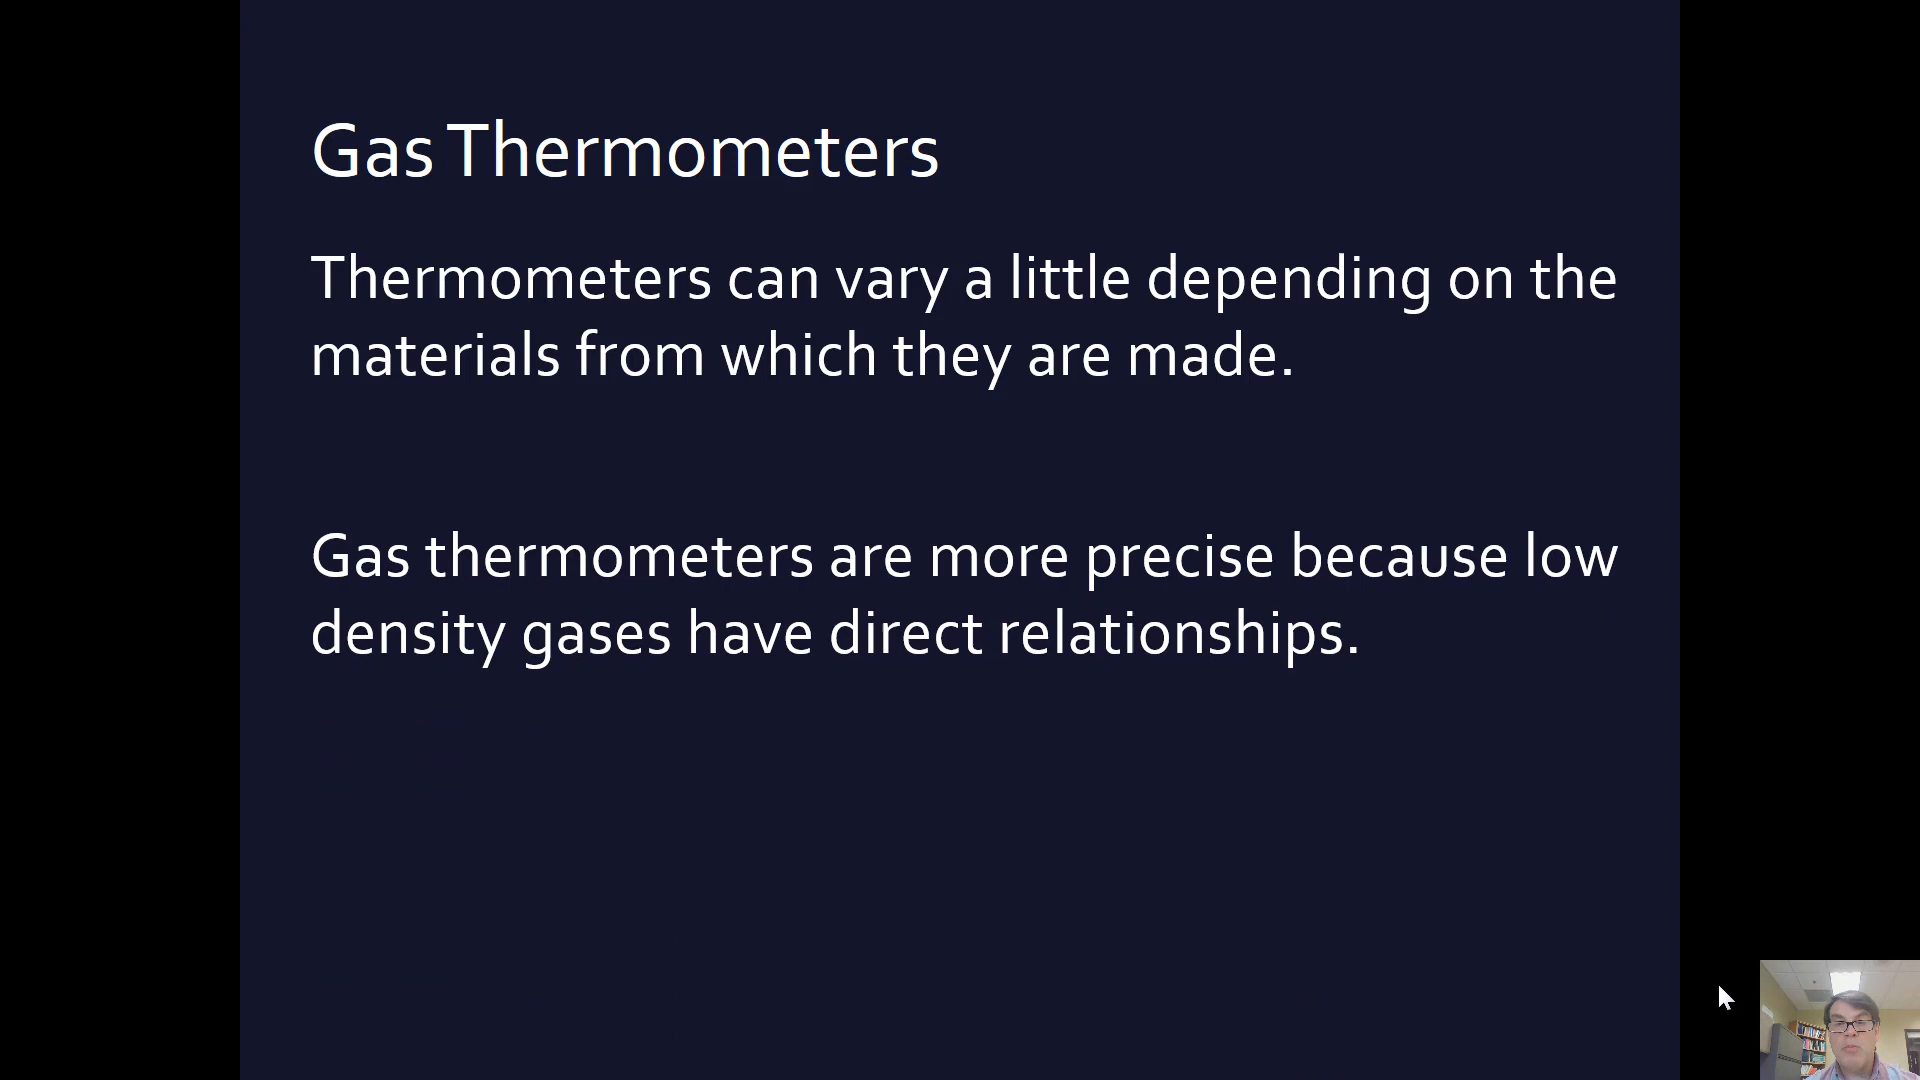 Gas Thermometers
Thermometers can vary a little depending on the
materials from which they are made.
Gas thermometers are more precise because low
density gases have direct relationships.